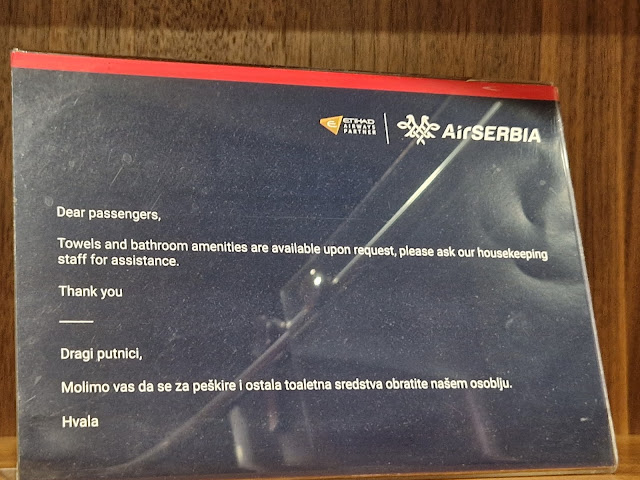 ETIHAD
AIRWAYS
PARTNER
AirSERBIA
Dear passengers,
Towels and bathroom amenities are available upon request, please ask our housekeeping
staff for assistance.
Thank you
Dragi putnici,
Molimo vas da se za peškire i ostala toaletna sredstva obratite našem osoblju.
Hvala